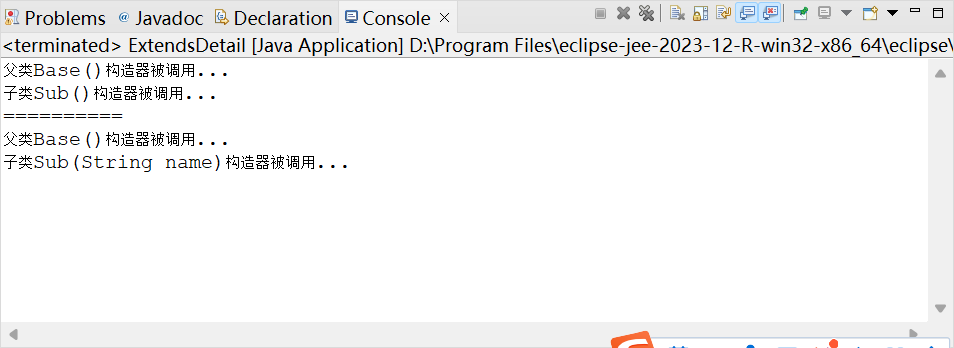 Problems @ Javadoc Declaration Console
<terminated> ExtendsDetail [Java Application] D:\Program Files\eclipse-jee-2023-12-R-win32-x86_64\eclipse\
父类Base()构造器被调用...
子类Sub()构造器被调用...
==========
父类Base()构造器被调用...
子类Sub(String name)构造器被调用...